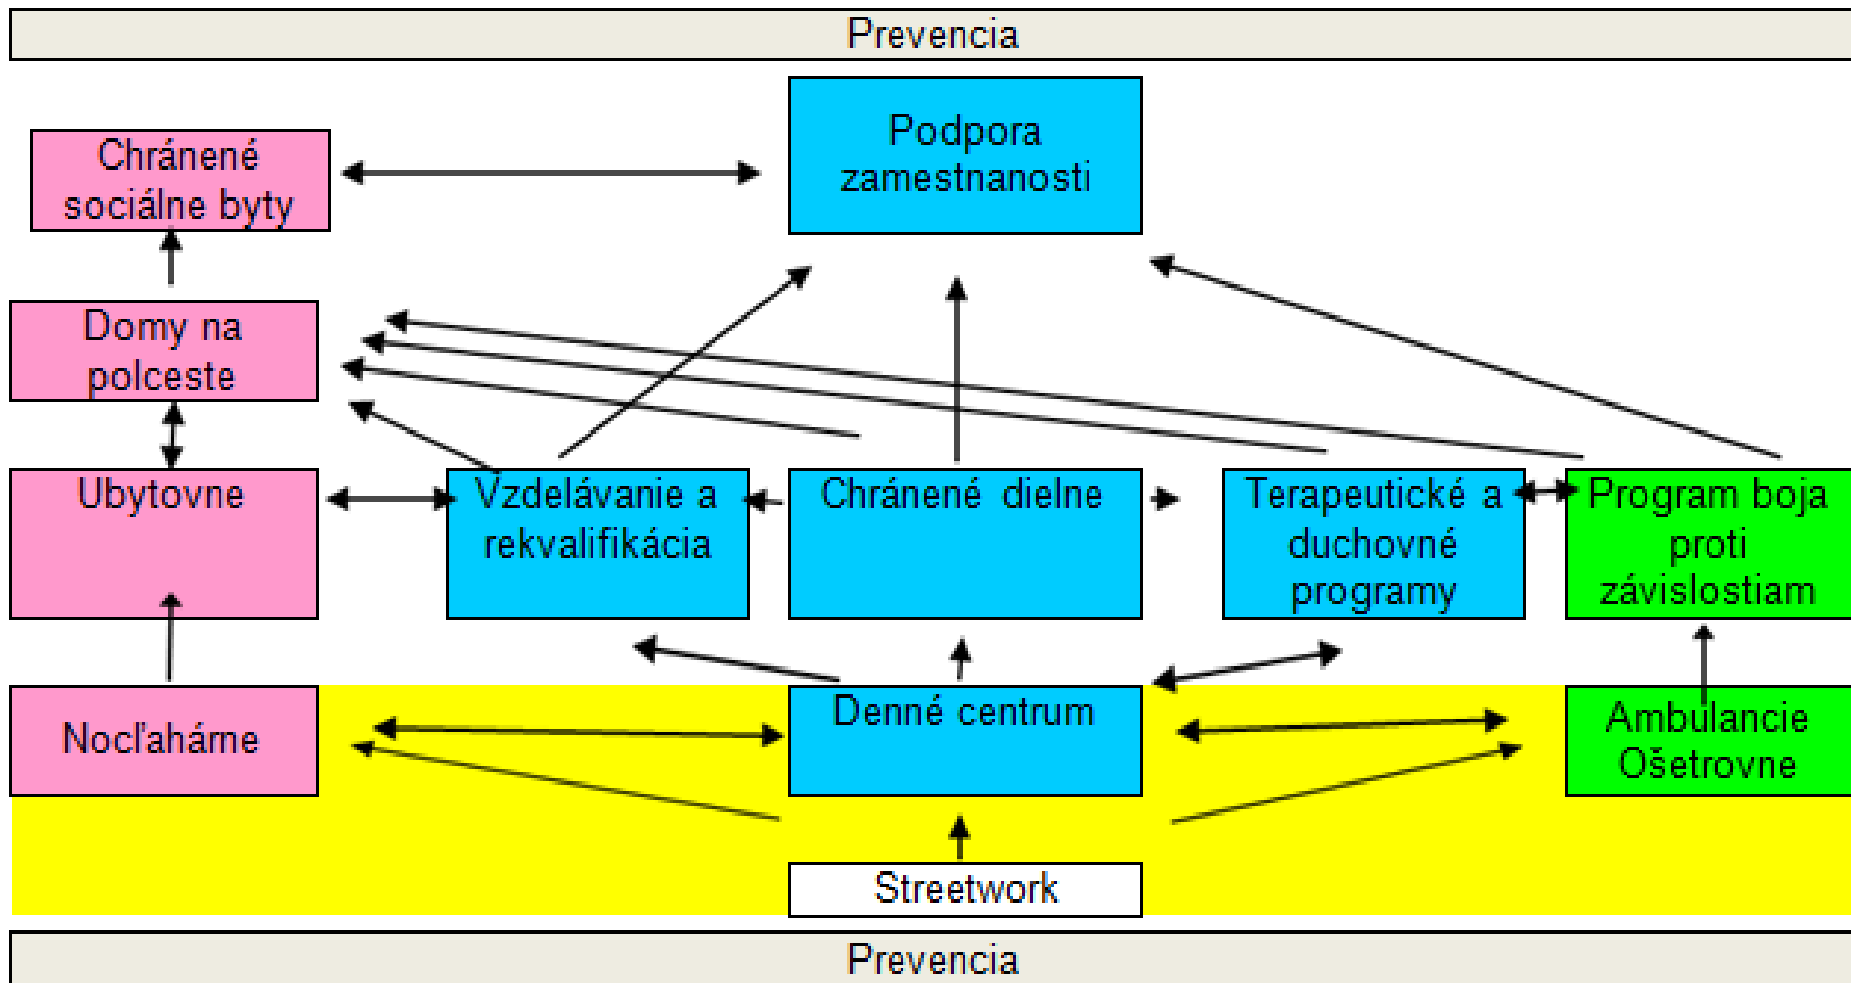 Prevencia
Podpora
zamestnanosti
Chránené
sociálne byty
Domy na
polceste
Ubytovne
Vzdelávanie a
rekvalifikácia
Chránené dielne
Terapeutické a
duchovné
programy
Program boja
proti
závislostiam
Nocľahárne
Denné centrum
Ambulancie
Ošetrovne
Streetwork
Prevencia